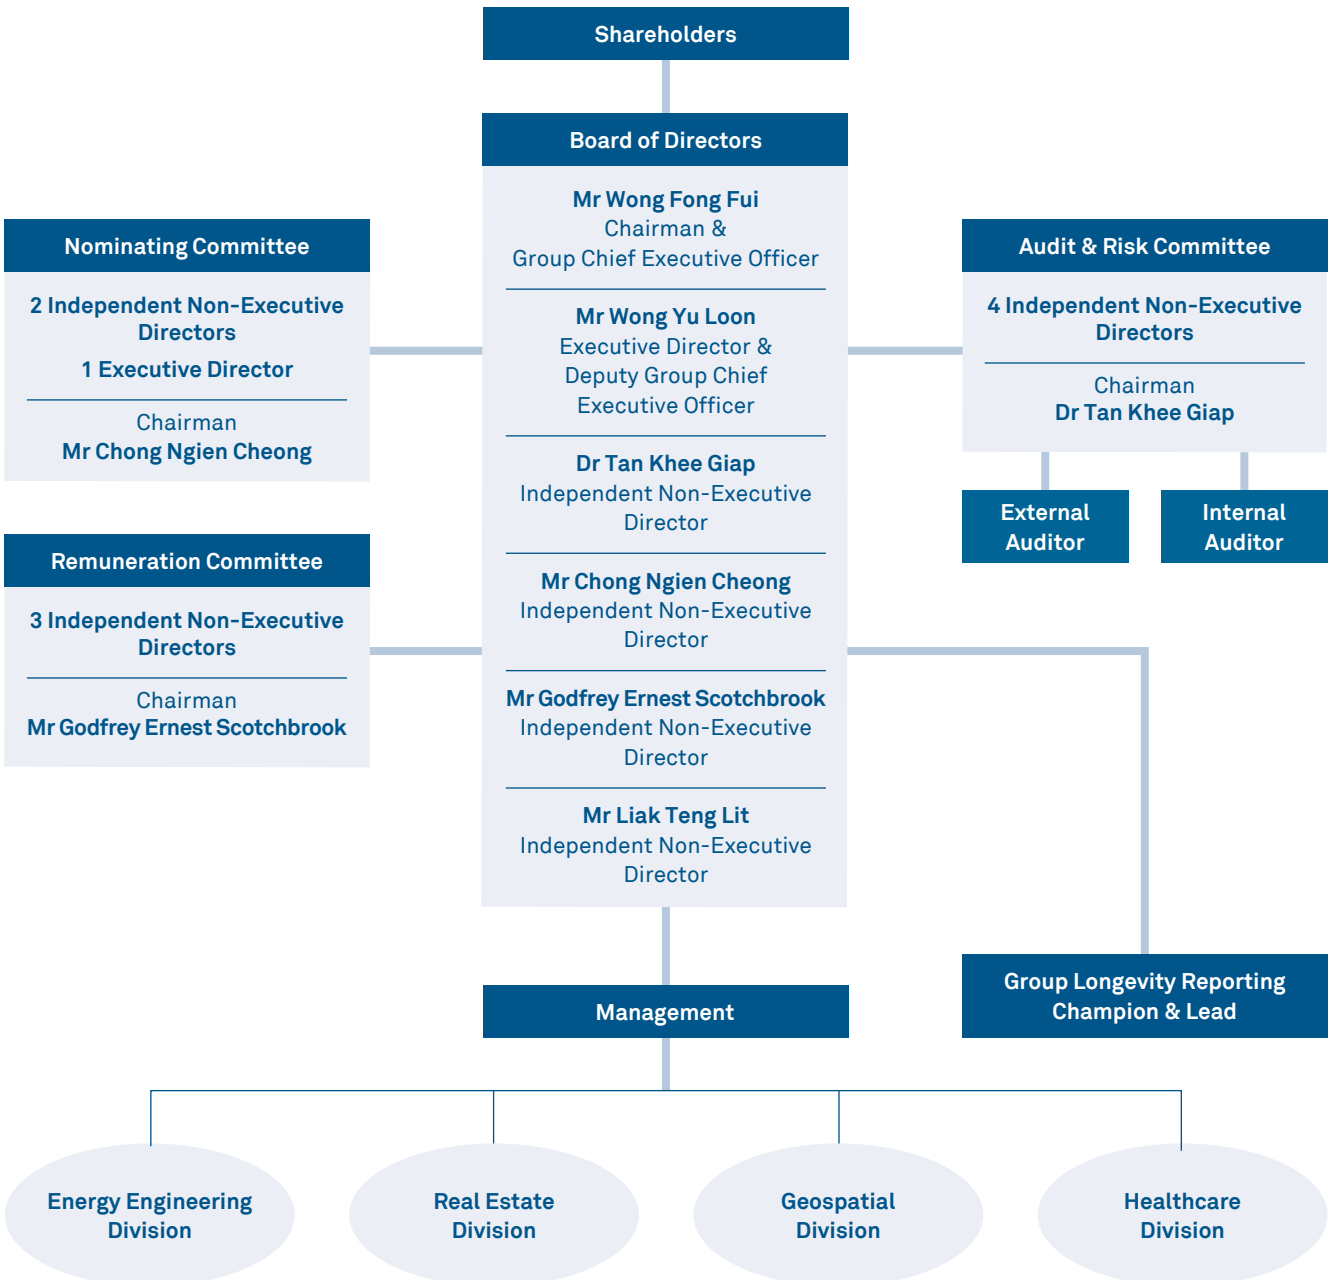 Shareholders
Board of Directors
Mr Wong Fong Fui
Chairman &
Group Chief Executive Officer
Mr Wong Yu Loon
Executive Director &
Deputy Group Chief
Executive Officer
Dr Tan Khee Giap
Independent Non-Executive
Director
Mr Chong Ngien Cheong
Independent Non-Executive
Director
Mr Godfrey Ernest Scotchbrook
Independent Non-Executive
Director
Mr Liak Teng Lit
Independent Non-Executive
Director
Nominating Committee
2 Independent Non-Executive
Directors
1 Executive Director
Chairman
Mr Chong Ngien Cheong
Remuneration Committee
3 Independent Non-Executive
Directors
Chairman
Mr Godfrey Ernest Scotchbrook
Audit & Risk Committee
4 Independent Non-Executive
Directors
Chairman
Dr Tan Khee Giap
External
Auditor
Internal
Auditor
Group Longevity Reporting
Champion & Lead
Management
Energy Engineering
Division
Real Estate
Division
Geospatial
Division
Healthcare
Division